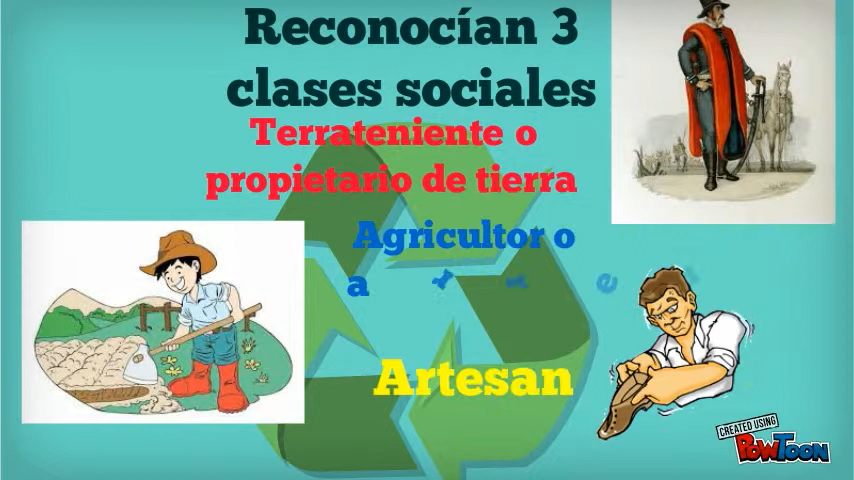 Reconocían 3
clases sociales
Terrateniente o
propietario de tierra
Agricultor o
a r r e
Artesan
CREATED USING
POWTOON